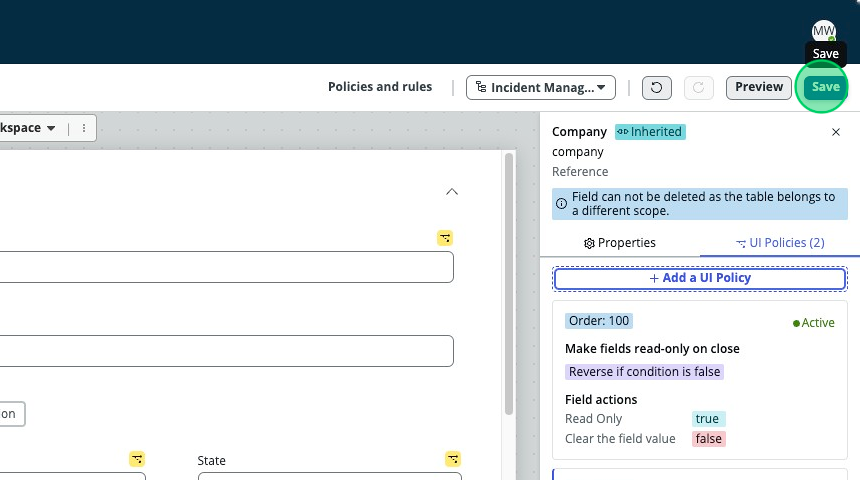 MW
Save
Policies and rules
Incident Manag...
Preview
Save
kspace
Company
Inherited
company
Reference
Field can not be deleted as the table belongs to
a different scope.
Properties
UI Policies (2)
+ Add a UI Policy
Order: 100
Active
Make fields read-only on close
Reverse if condition is false
Field actions
Read Only
true
Clear the field value
false
on
State